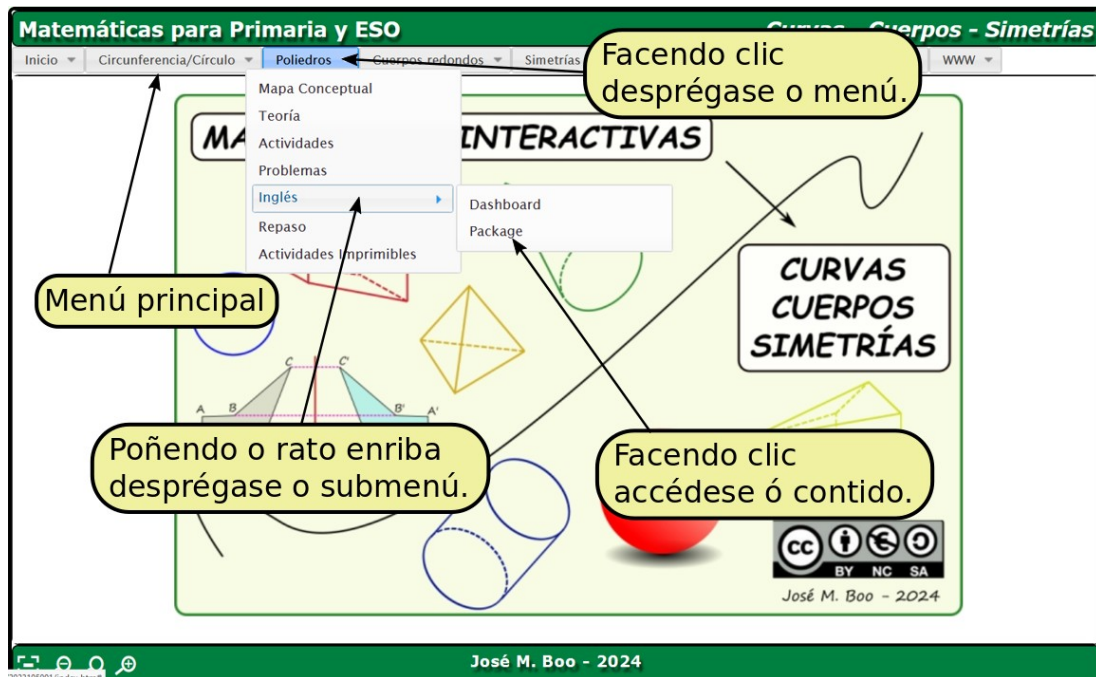 Matemáticas para Primaria y ESO
Curvas - Cuerpos - Simetrías
Inicio
Circunferencia/Círculo
Poliedros
Cuerpos redondos
Simetrías
WWW
Facendo clic
desprégase o menú.
Mapa Conceptual
Teoría
Actividades
Problemas
Inglés
Repaso
Actividades Imprimibles
Dashboard
Package
INTERACTIVAS
Menú principal
CURVAS
CUERPOS
SIMETRÍAS
C C'
A B B' A'
Poñendo o rato enriba
desprégase o submenú.
Facendo clic
accédese ó contido.
cc
BY NC SA
José M. Boo - 2024
José M. Boo - 2024